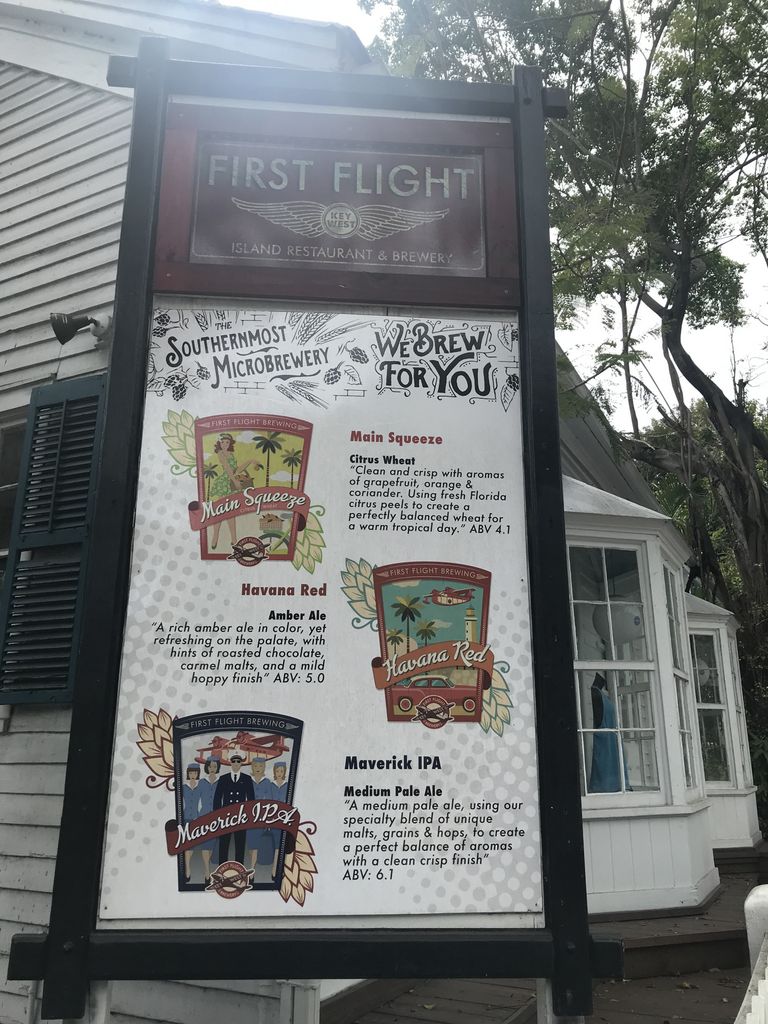 FIRST FLIGHT
KEY
WEST
ISLAND RESTAURANT & BREWERY
THE
SOUTHERNMOST
MICROBREWERY
WE BREW
FOR YOU
FIRST FLIGHT BREWING
Main Squeeze
CITRUS WHEAT
Main Squeeze
Citrus Wheat
“Clean and crisp with aromas
of grapefruit, orange &
coriander. Using fresh Florida
citrus peels to create a
perfectly balanced wheat for
a warm tropical day.” ABV 4.1
Havana Red
Amber Ale
“A rich amber ale in color, yet
refreshing on the palate, with
hints of roasted chocolate,
carmel malts, and a mild
hoppy finish” ABV: 5.0
FIRST FLIGHT BREWING
Havana Red
FIRST FLIGHT BREWING
Maverick I.P.A.
Maverick IPA
Medium Pale Ale
“A medium pale ale, using our
specialty blend of unique
malts, grains & hops, to create
a perfect balance of aromas
with a clean crisp finish”
ABV: 6.1